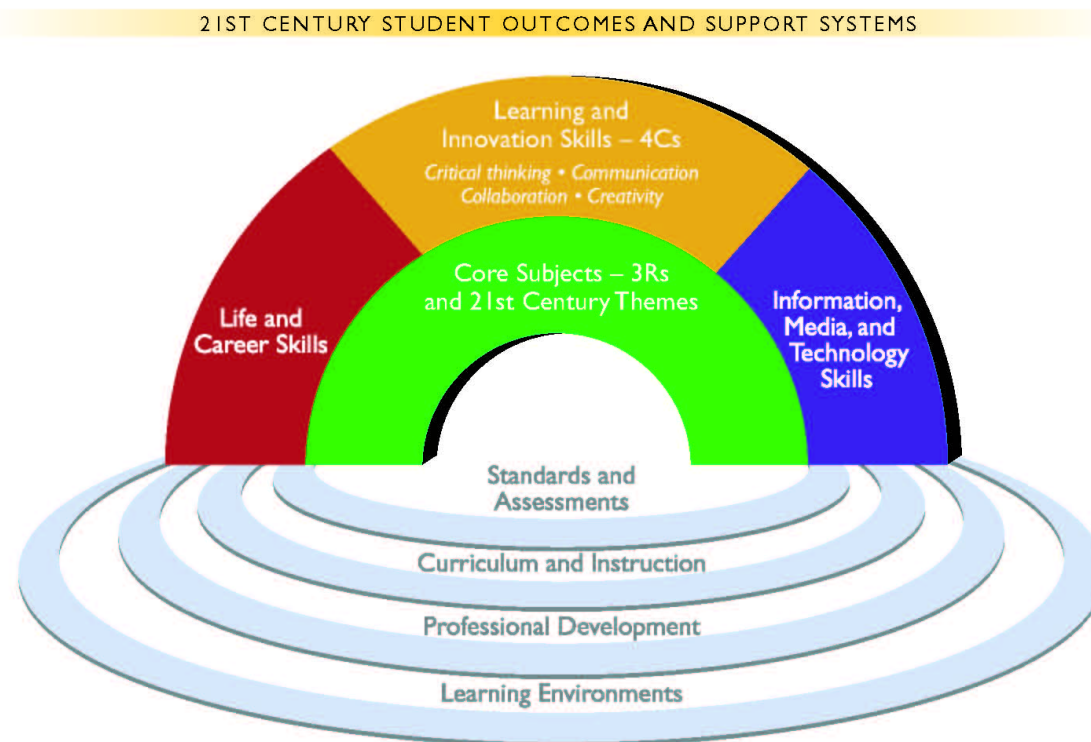 21ST CENTURY STUDENT OUTCOMES AND SUPPORT SYSTEMS
Learning and
Innovation Skills – 4Cs
Critical thinking • Communication
Collaboration • Creativity
Core Subjects – 3Rs
and 21st Century Themes
Life and
Career Skills
Information,
Media, and
Technology
Skills
Standards and
Assessments
Curriculum and Instruction
Professional Development
Learning Environments